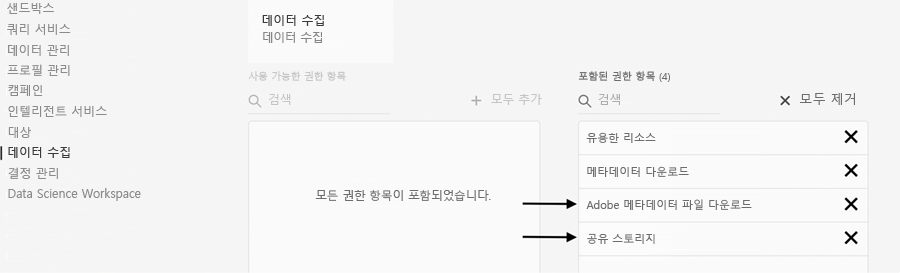 샌드박스
쿼리 서비스
데이터 관리
프로필 관리
캠페인
인텔리전트 서비스
대상
데이터 수집
결정 관리
Data Science Workspace
데이터 수집
데이터 수집
사용 가능한 권한 항목
검색
모두 추가
모든 권한 항목이 포함되었습니다.
포함된 권한 항목 (4)
검색
모두 제거
유용한 리소스
메타데이터 다운로드
Adobe 메타데이터 파일 다운로드
공유 스토리지